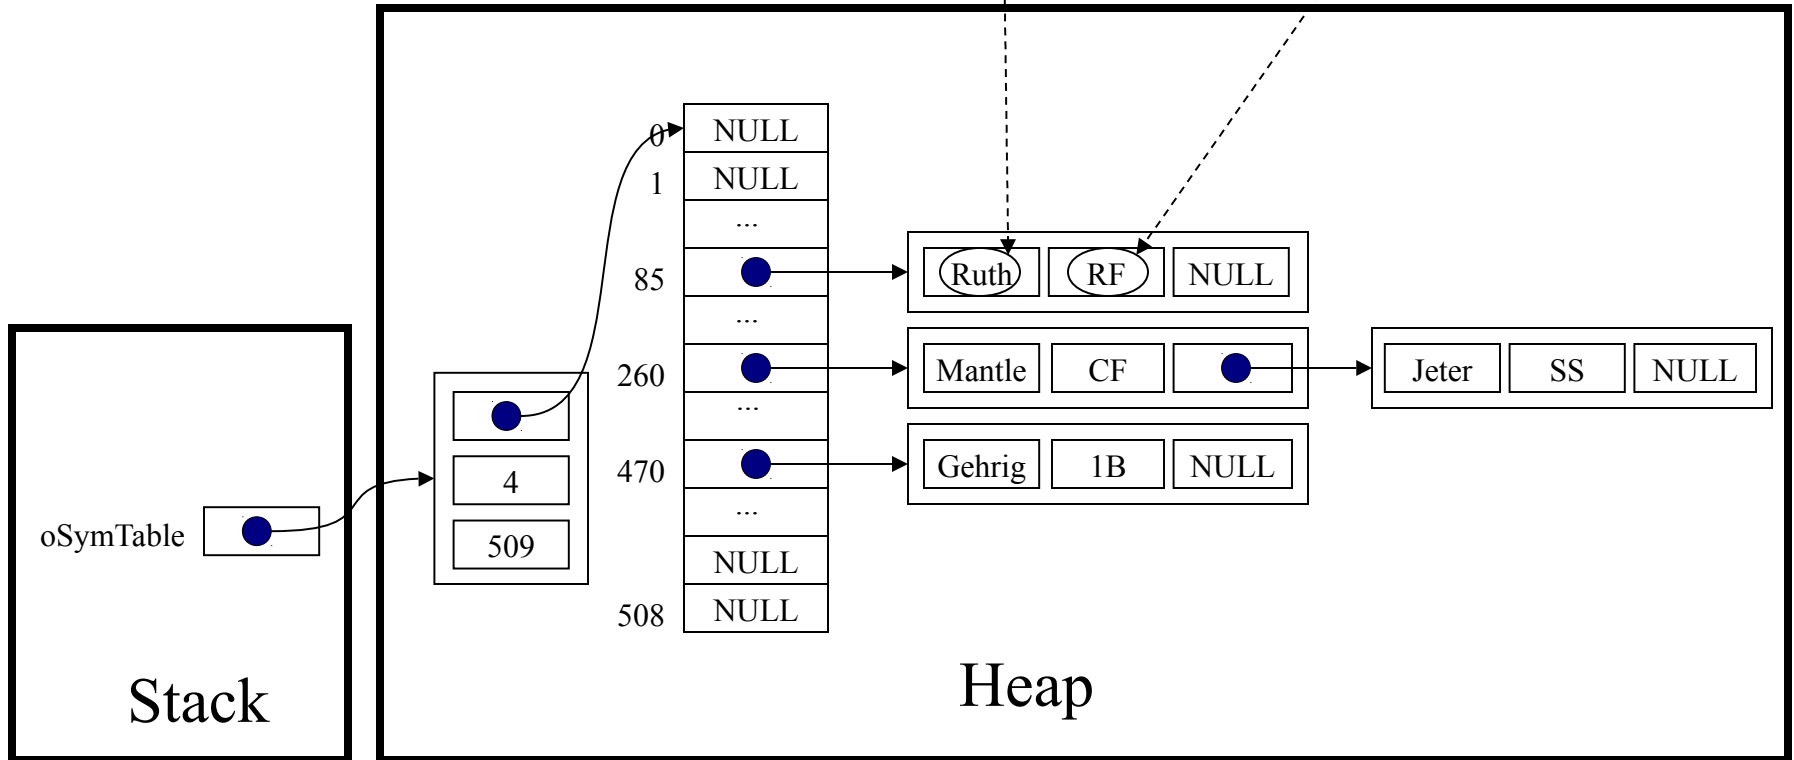 0 NULL
1 NULL
...
85 Ruth RF NULL
...
260 Mantle CF Jeter SS NULL
...
470 Gehrig 1B NULL
4
...
oSymTable
509
NULL
508 NULL
Stack
Heap